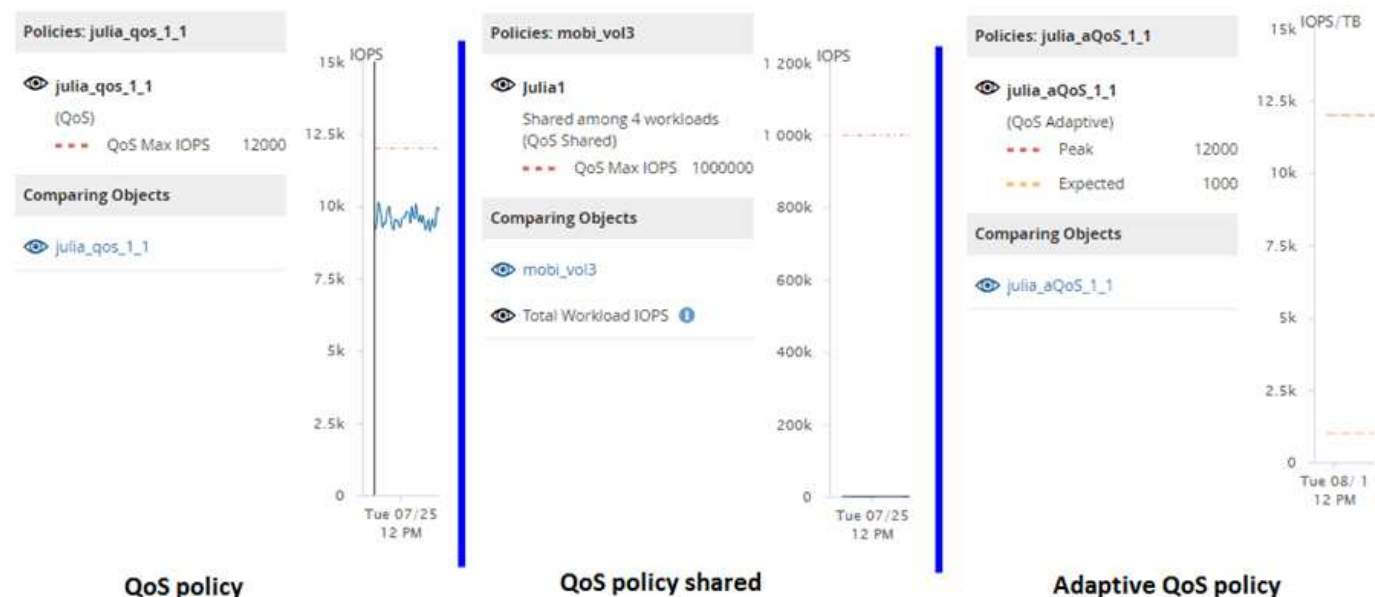 Policies: julia_qos_1_1
julia_qos_1_1
(QoS)
QoS Max IOPS 12000
Comparing Objects
julia_qos_1_1
IOPS
15k
12.5k
10k
7.5k
5k
2.5k
0
Tue 07/25
12 PM
QoS policy
Policies: mobi_vol3
Julia1
Shared among 4 workloads
(QoS Shared)
QoS Max IOPS 1000000
Comparing Objects
mobi_vol3
Total Workload IOPS i
IOPS
1 200k
1 000k
800k
600k
400k
200k
0
Tue 07/25
12 PM
QoS policy shared
Policies: julia_aQoS_1_1
julia_aQoS_1_1
(QoS Adaptive)
Peak 12000
Expected 1000
Comparing Objects
julia_aQoS_1_1
IOPS/TB
15k
12.5k
10k
7.5k
5k
2.5k
0
Tue 08/ 1
12 PM
Adaptive QoS policy